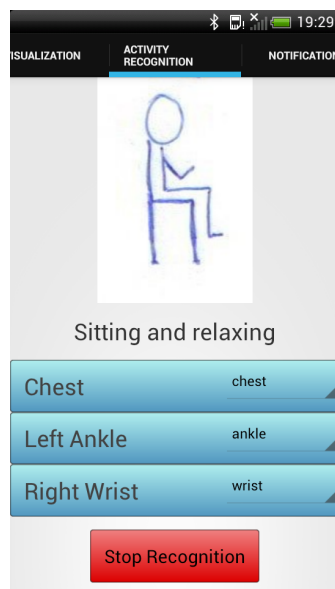 19:29
ISUALIZATION
ACTIVITY
RECOGNITION
NOTIFICATION
Sitting and relaxing
Chest chest
Left Ankle ankle
Right Wrist wrist
Stop Recognition